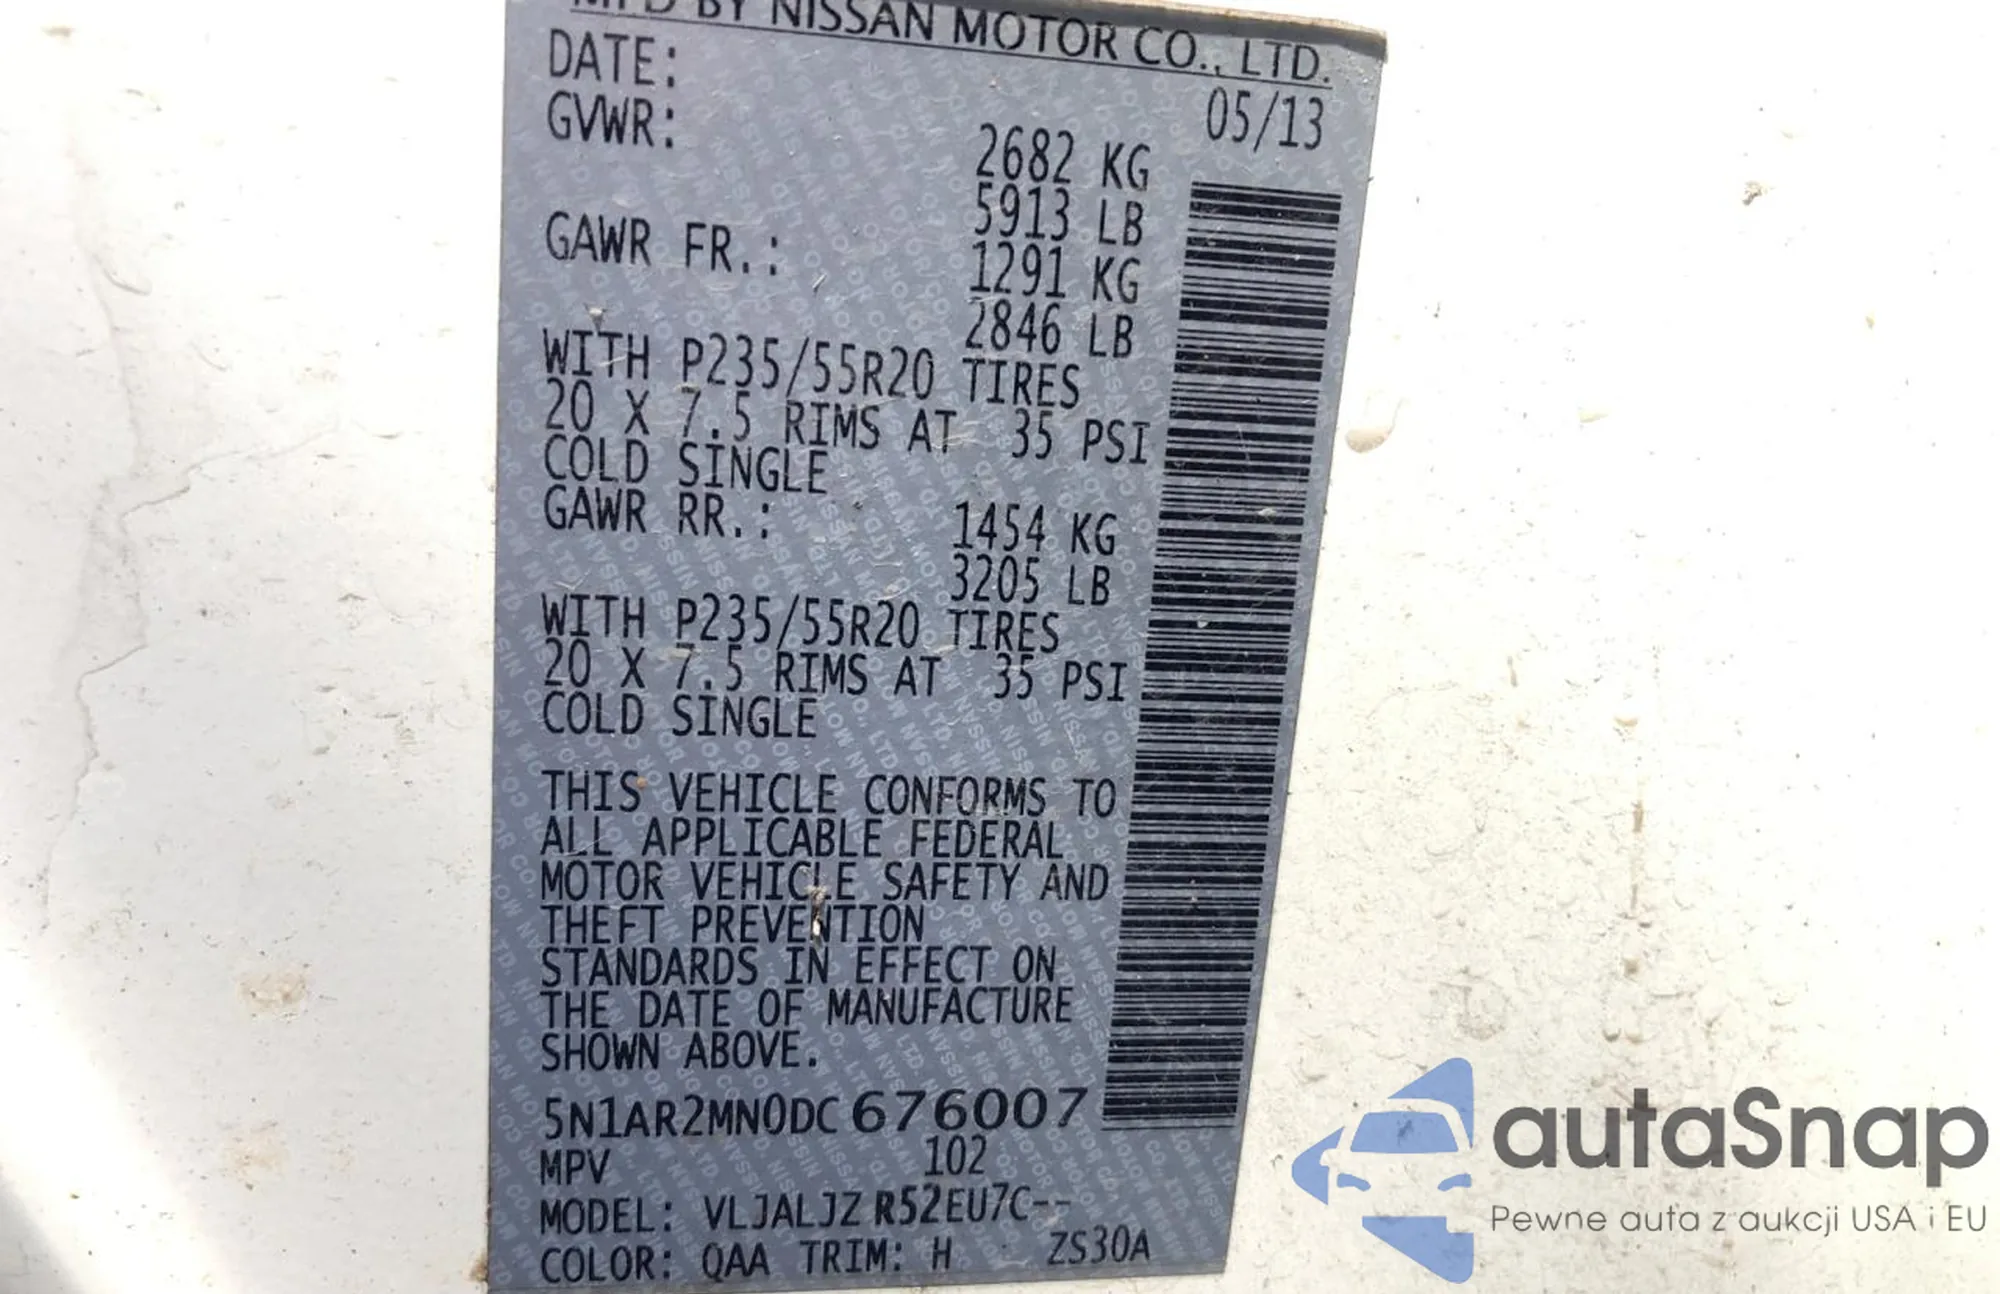 MFD BY NISSAN MOTOR CO., LTD.
DATE: 05/13
GVWR: 2682 KG
5913 LB
GAWR FR.: 1291 KG
2846 LB
WITH P235/55R20 TIRES
20 X 7.5 RIMS AT 35 PSI
COLD SINGLE
GAWR RR.: 1454 KG
3205 LB
WITH P235/55R20 TIRES
20 X 7.5 RIMS AT 35 PSI
COLD SINGLE
THIS VEHICLE CONFORMS TO
ALL APPLICABLE FEDERAL
MOTOR VEHICLE SAFETY AND
THEFT PREVENTION
STANDARDS IN EFFECT ON
THE DATE OF MANUFACTURE
SHOWN ABOVE.
5N1AR2MN0DC676007
MPV 102
MODEL: VLJALJZ R52EU7C--
COLOR: QAA TRIM: H ZS30A
autaSnap
Pewne auta z aukcji USA i EU